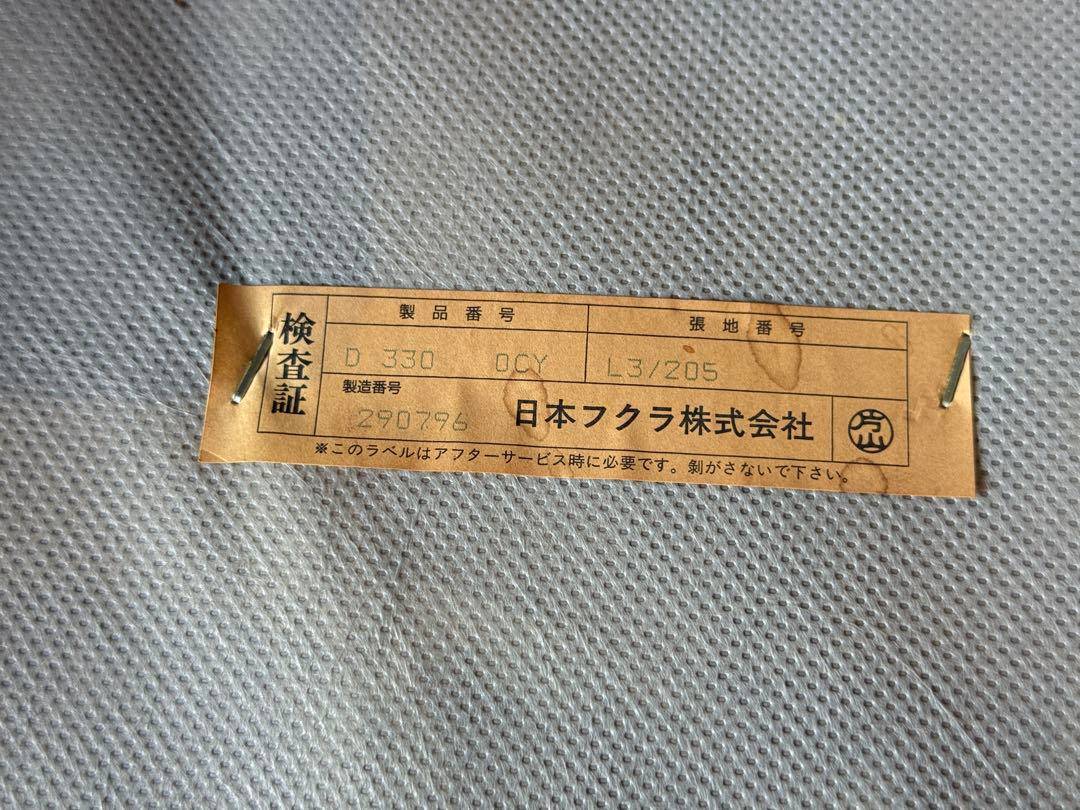 検査証
製品番号
張地番号
D 330 OCY
L3/205
製造番号
290796
日本フクラ株式会社
片山
※このラベルはアフターサービス時に必要です。剝がさないで下さい。